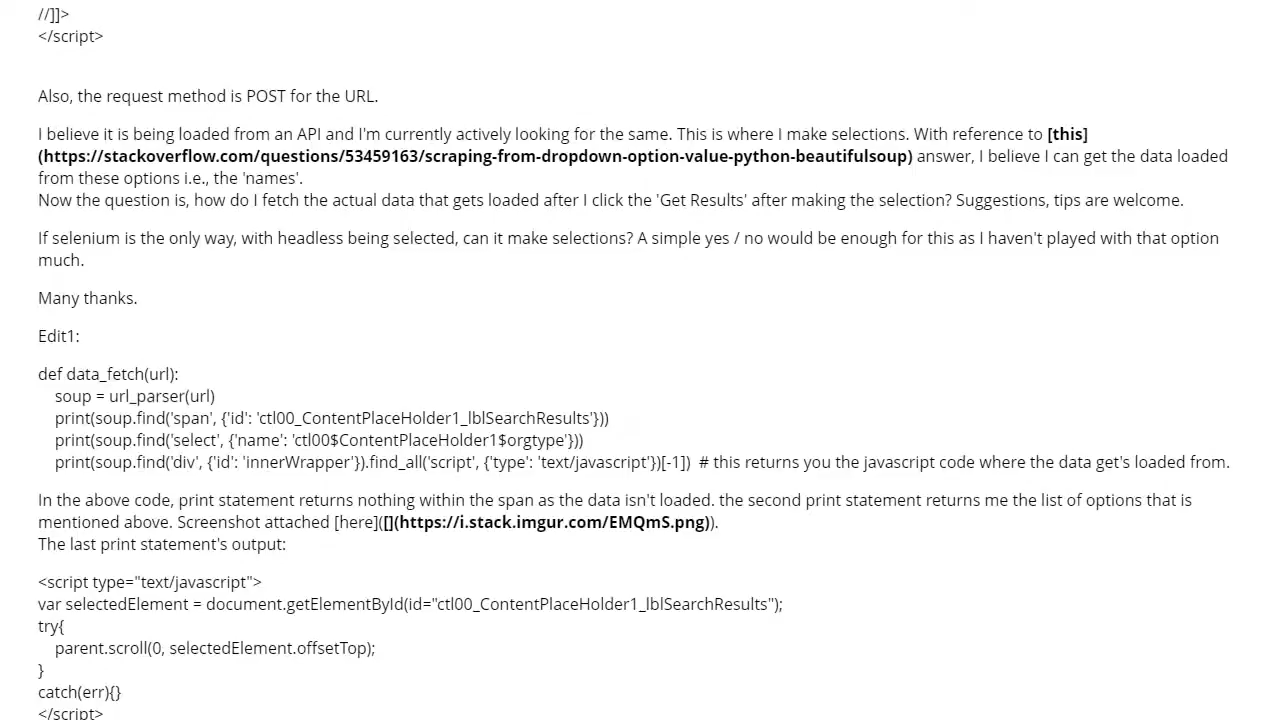 //]]>
</script>
Also, the request method is POST for the URL.
I believe it is being loaded from an API and I'm currently actively looking for the same. This is where I make selections. With reference to [this]
(https://stackoverflow.com/questions/53459163/scraping-from-dropdown-option-value-python-beautifulsoup) answer, I believe I can get the data loaded
from these options i.e., the 'names'.
Now the question is, how do I fetch the actual data that gets loaded after I click the 'Get Results' after making the selection? Suggestions, tips are welcome.
If selenium is the only way, with headless being selected, can it make selections? A simple yes / no would be enough for this as I haven't played with that option
much.
Many thanks.
Edit1:
def data_fetch(url):
    soup = url_parser(url)
    print(soup.find('span', {'id': 'ctl00_ContentPlaceHolder1_lblSearchResults'}))
    print(soup.find('select', {'name': 'ctl00$ContentPlaceHolder1$orgtype'}))
    print(soup.find('div', {'id': 'innerWrapper'}).find_all('script', {'type': 'text/javascript'})[-1])  # this returns you the javascript code where the data get's loaded from.
In the above code, print statement returns nothing within the span as the data isn't loaded. the second print statement returns me the list of options that is
mentioned above. Screenshot attached [here]([](https://i.stack.imgur.com/EMQmS.png)).
The last print statement's output:
<script type="text/javascript">
var selectedElement = document.getElementById(id="ctl00_ContentPlaceHolder1_lblSearchResults");
try{
    parent.scroll(0, selectedElement.offsetTop);
}
catch(err){}
</script>